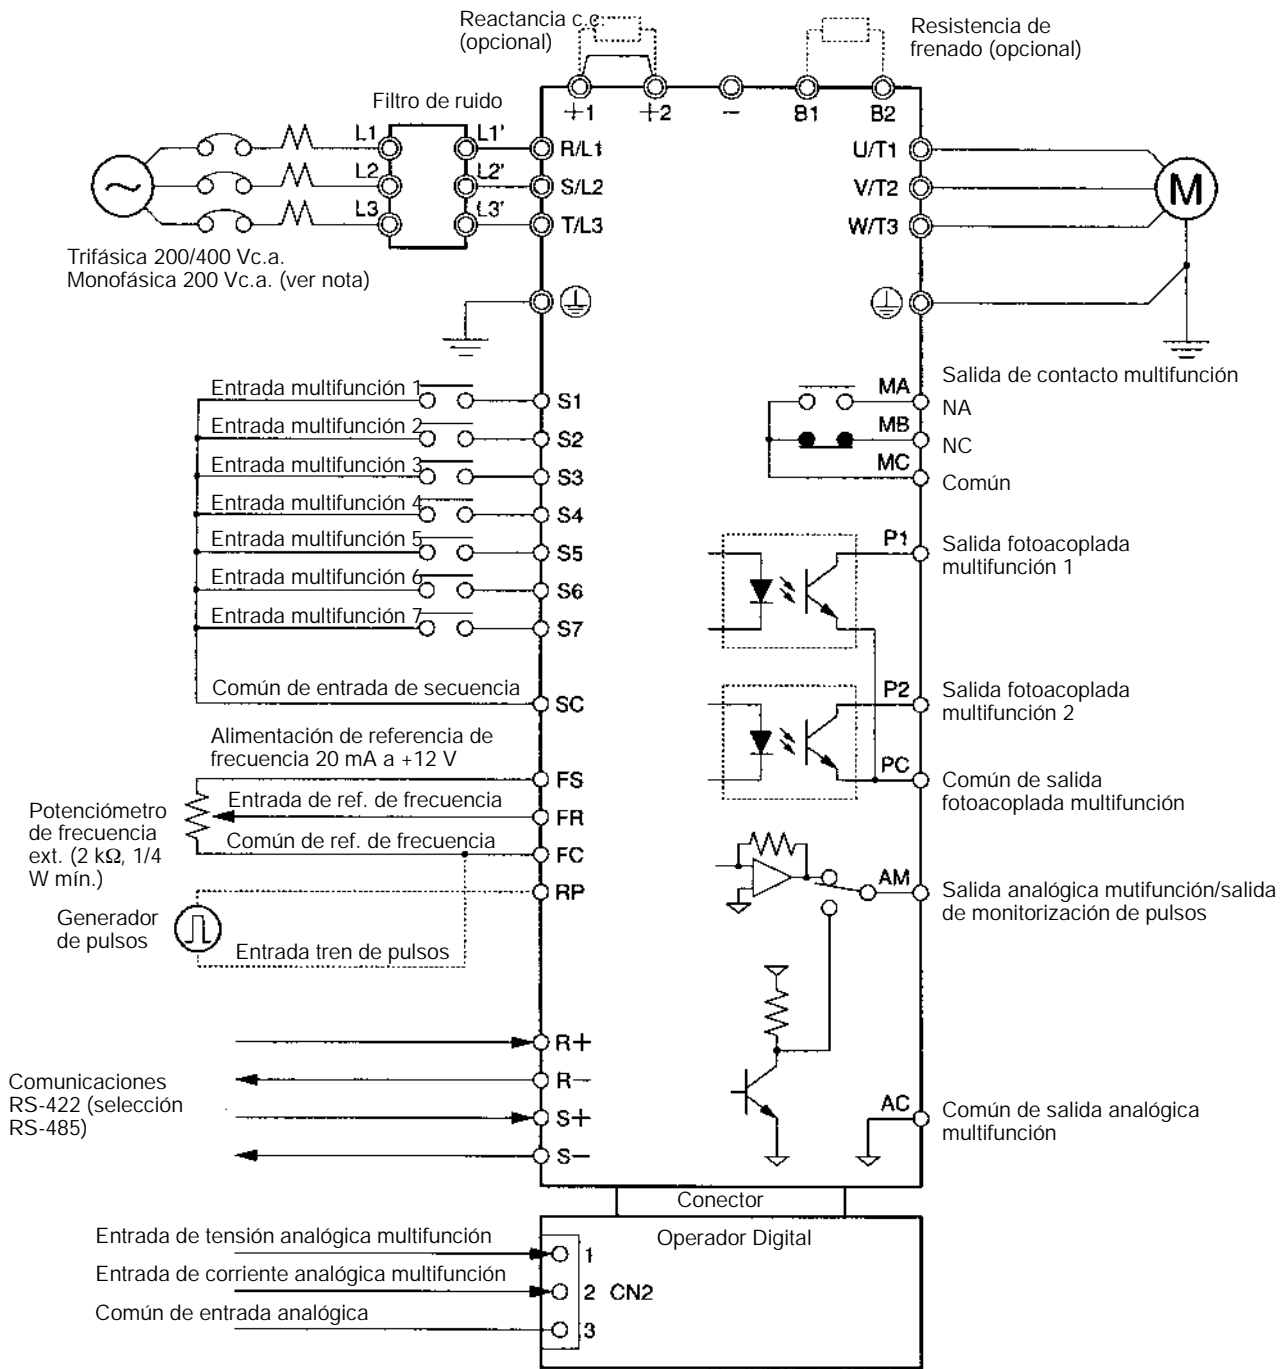 Reactancia c.c.
(opcional)
Resistencia de
frenado (opcional)
+1
+2
−
B1
B2
Filtro de ruido
L1
L1'
R/L1
U/T1
L2
L2'
S/L2
V/T2
M
L3
L3'
T/L3
W/T3
Trifásica 200/400 Vc.a.
Monofásica 200 Vc.a. (ver nota)
Entrada multifunción 1
S1
Entrada multifunción 2
S2
Entrada multifunción 3
S3
Entrada multifunción 4
S4
Entrada multifunción 5
S5
Entrada multifunción 6
S6
Entrada multifunción 7
S7
Común de entrada de secuencia
SC
MA
Salida de contacto multifunción
NA
MB
NC
MC
Común
P1
Salida fotoacoplada
multifunción 1
P2
Salida fotoacoplada
multifunción 2
PC
Común de salida
fotoacoplada multifunción
Alimentación de referencia de
frecuencia 20 mA a +12 V
FS
Entrada de ref. de frecuencia
FR
Común de ref. de frecuencia
FC
Potenciómetro
de frecuencia
ext. (2 kΩ, 1/4
W mín.)
RP
Generador
de pulsos
Entrada tren de pulsos
AM
Salida analógica mutifunción/salida
de monitorización de pulsos
R+
R−
S+
S−
Comunicaciones
RS-422 (selección
RS-485)
AC
Común de salida analógica
multifunción
Conector
Operador Digital
Entrada de tensión analógica multifunción
1
Entrada de corriente analógica multifunción
2 CN2
Común de entrada analógica
3